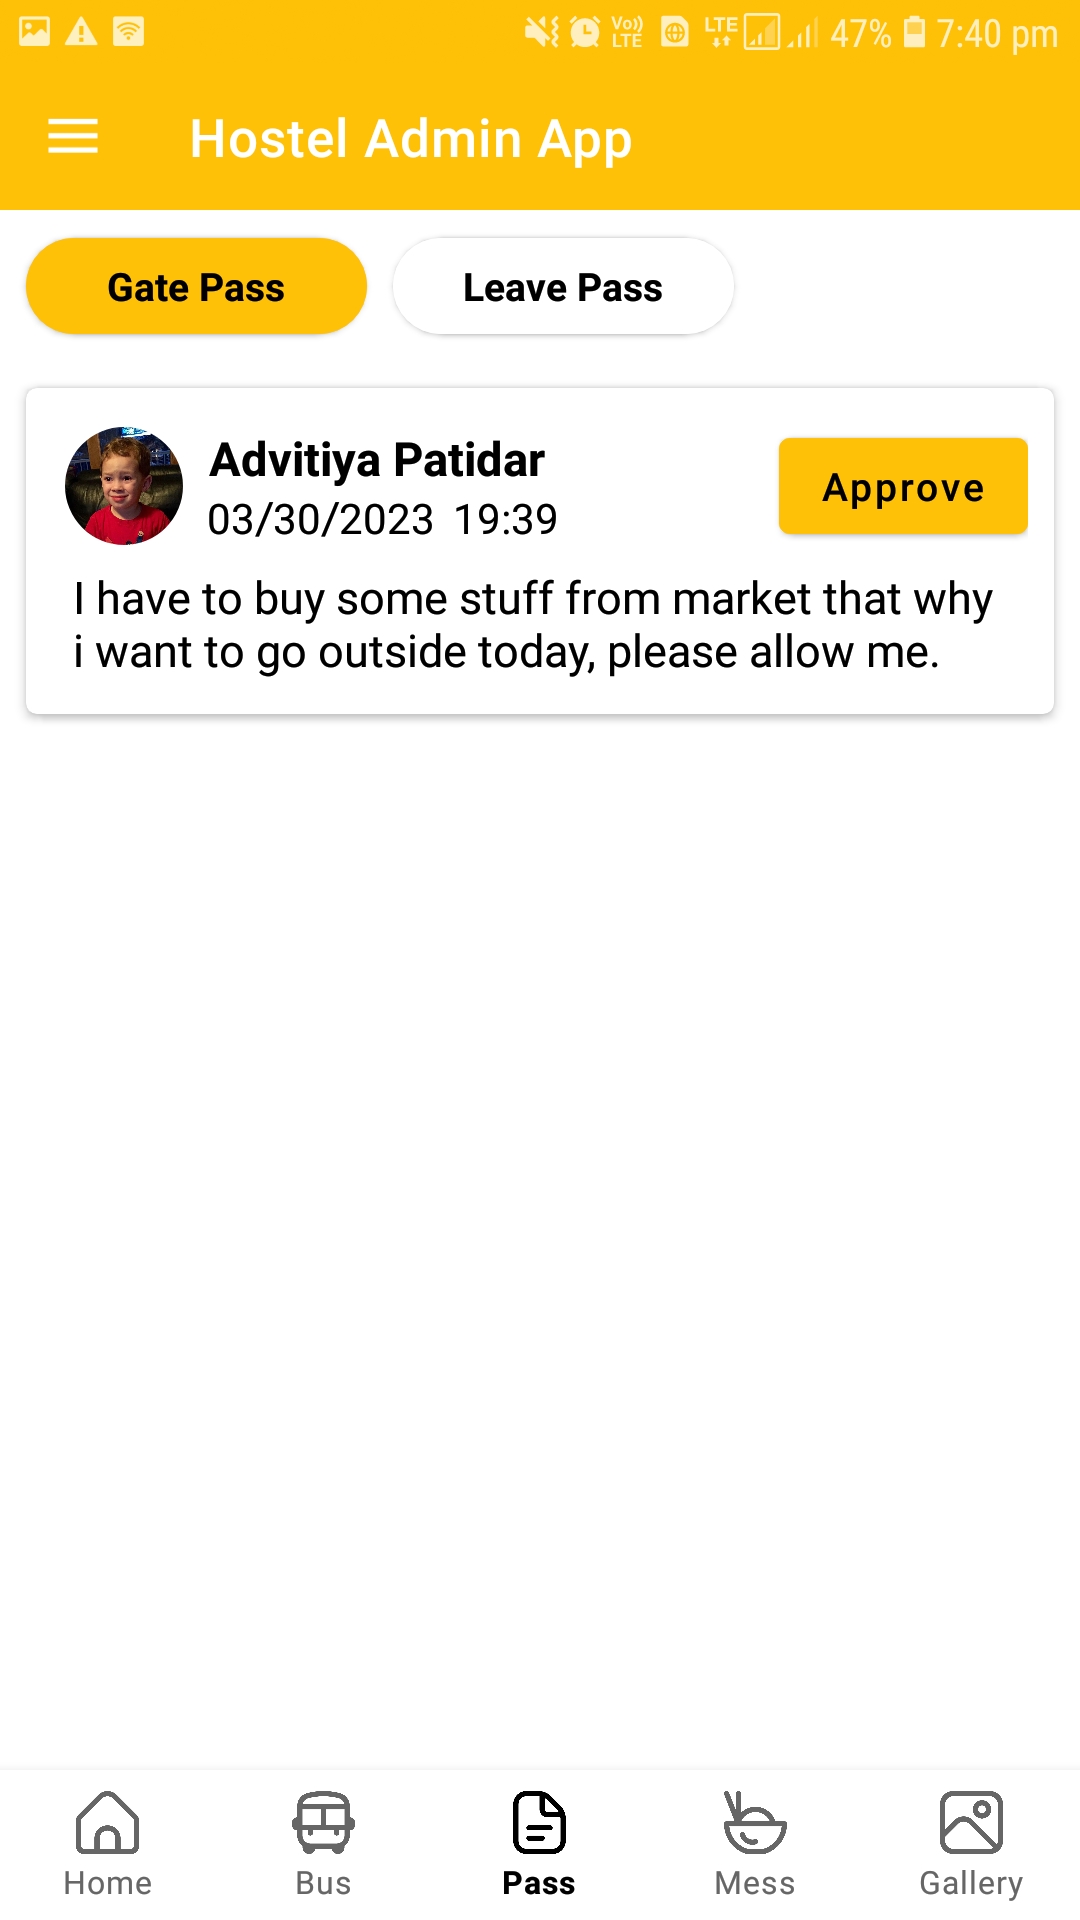 Vo)) LTE LTE 47% 7:40 pm
Hostel Admin App
Gate Pass Leave Pass
Advitiya Patidar
03/30/2023 19:39
Approve
I have to buy some stuff from market that why
i want to go outside today, please allow me.
Home Bus Pass Mess Gallery